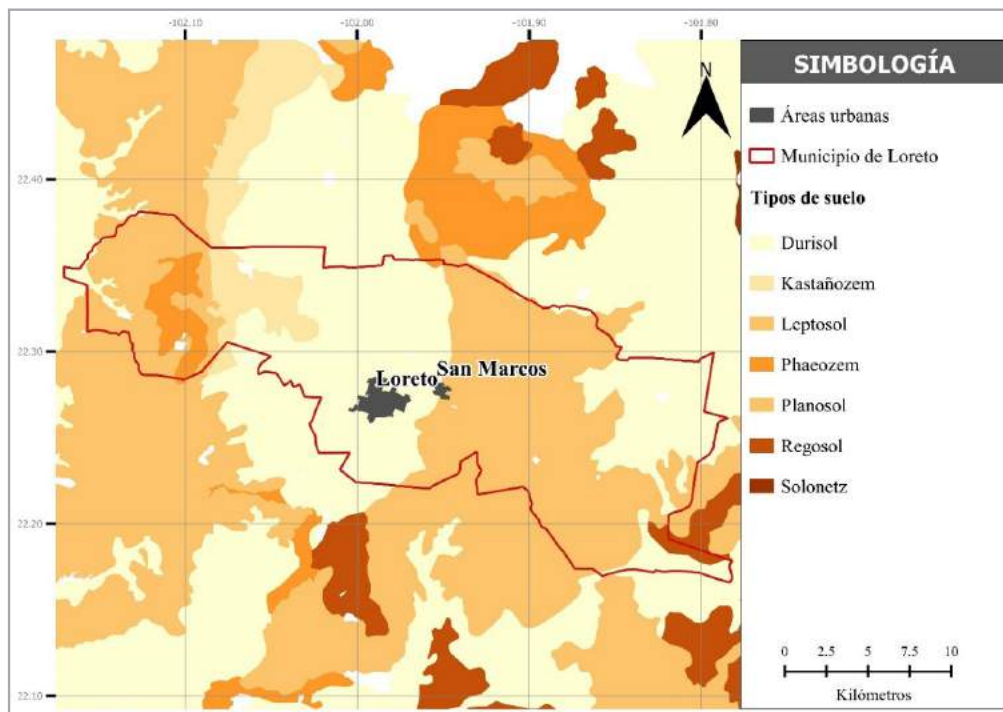 -102.10 -102.00 -101.90 -101.80
SIMBOLOGÍA
N
Áreas urbanas
Municipio de Loreto
Tipos de suelo
Durisol
Kastañozem
Leptosol
Phaeozem
Planosol
Regosol
Solonetz
22.40
22.30
San Marcos
Loreto
22.20
22.10
0 2.5 5 7.5 10
Kilómetros